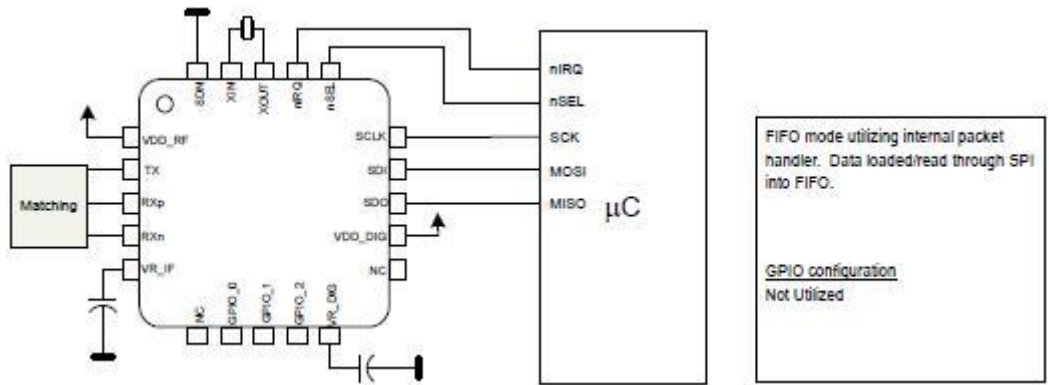 SDN
XIN
XOUT
nIRQ
nSEL
VDD_RF
TX
RXp
RXn
VR_IF
SCLK
SDI
SDO
VDD_DIG
NC
NC
GPIO_0
GPIO_1
GPIO_2
VR_DIG
Matching
nIRQ
nSEL
SCK
MOSI
MISO
μC
FIFO mode utilizing internal packet
handler. Data loaded/read through SPI
into FIFO.
GPIO configuration
Not Utilized